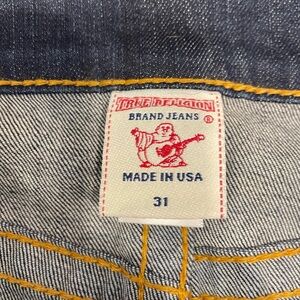 TRUE RELIGION
BRAND JEANS ®
MADE IN USA
31